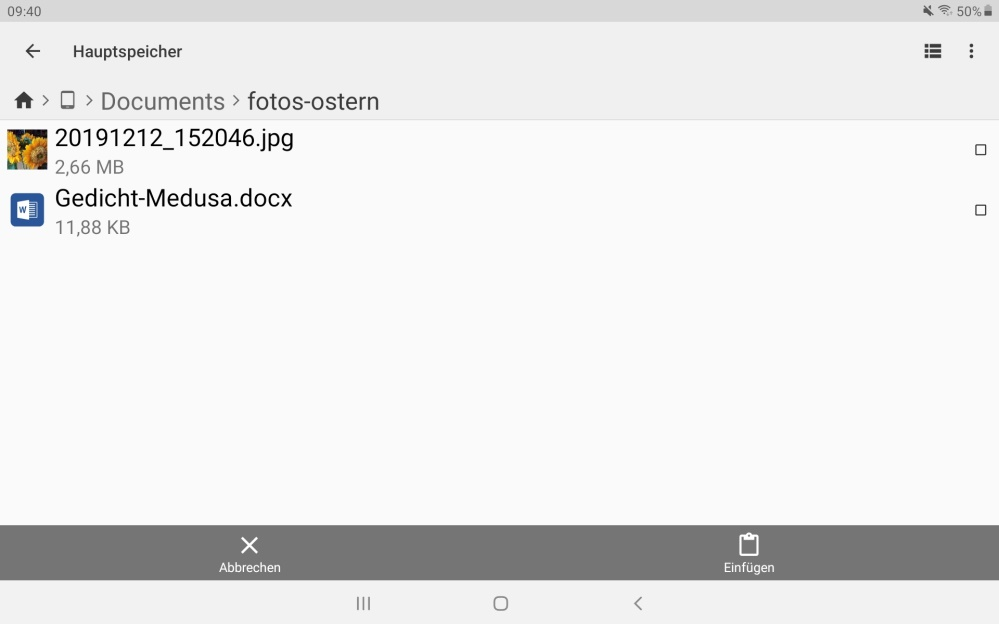 09:40
50%
Hauptspeicher
Documents
fotos-ostern
20191212_152046.jpg
2,66 MB
W
Gedicht-Medusa.docx
11,88 KB
Abbrechen
Einfügen